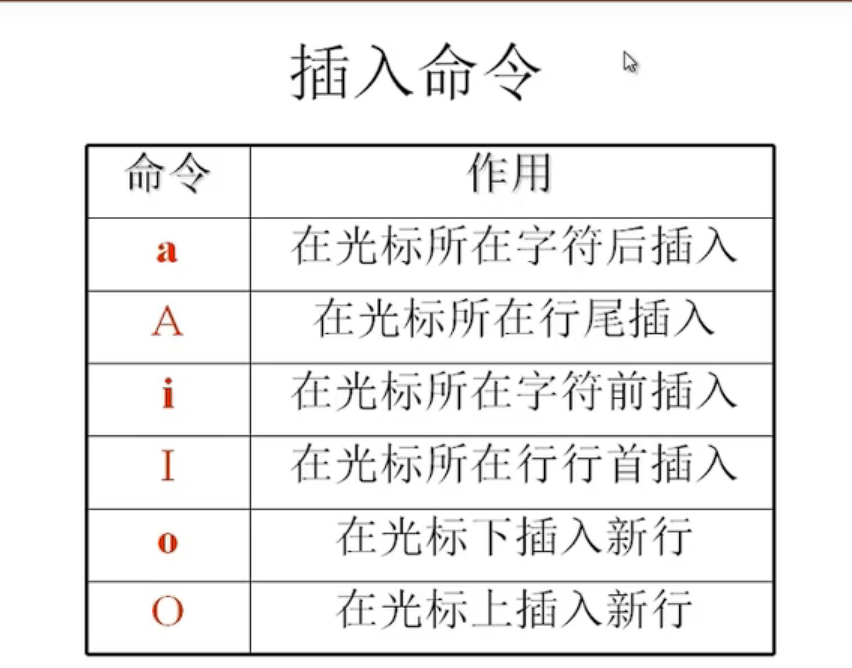 插入命令
命令 作用
a 在光标所在字符后插入
A 在光标所在行尾插入
i 在光标所在字符前插入
I 在光标所在行行首插入
o 在光标下插入新行
O 在光标上插入新行